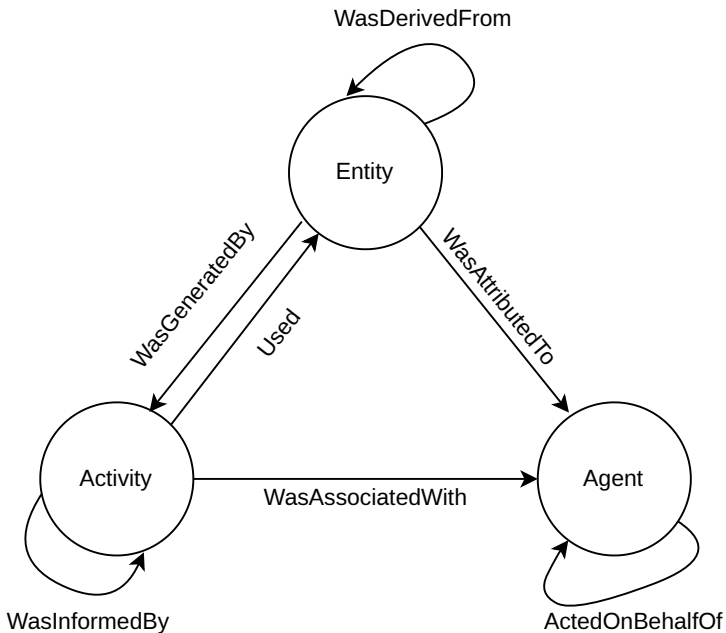 WasDerivedFrom
Entity
WasGeneratedBy
Used
WasAttributedTo
Activity
Agent
WasAssociatedWith
WasInformedBy
ActedOnBehalfOf